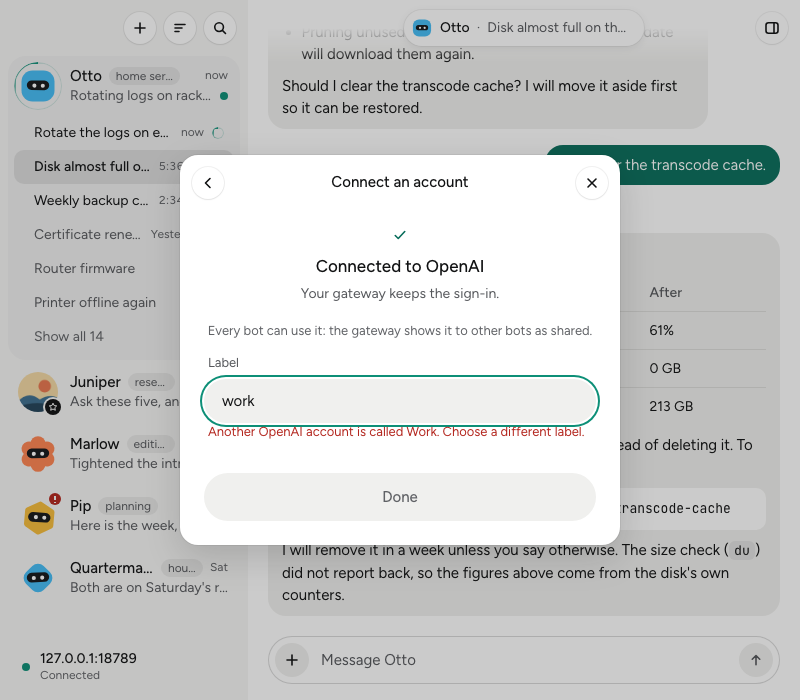 Otto home ser... now
Rotating logs on rack...
Rotate the logs on e... now
Disk almost full o... 5:36
Weekly backup c... 2:34
Certificate rene... Yeste
Router firmware
Printer offline again
Show all 14
Juniper rese...
Ask these five, an
Marlow editi...
Tightened the intr
Pip planning
Here is the week,
Quarterma... hou... Sat
Both are on Saturday's r...
127.0.0.1:18789
Connected
Otto · Disk almost full on th...
Pruning unused
will download them again.
Should I clear the transcode cache? I will move it aside first
so it can be restored.
the transcode cache.
After
61%
0 GB
213 GB
ead of deleting it. To
transcode-cache
I will remove it in a week unless you say otherwise. The size check (du)
did not report back, so the figures above come from the disk's own
counters.
Message Otto
Connect an account
Connected to OpenAI
Your gateway keeps the sign-in.
Every bot can use it: the gateway shows it to other bots as shared.
Label
work
Another OpenAI account is called Work. Choose a different label.
Done